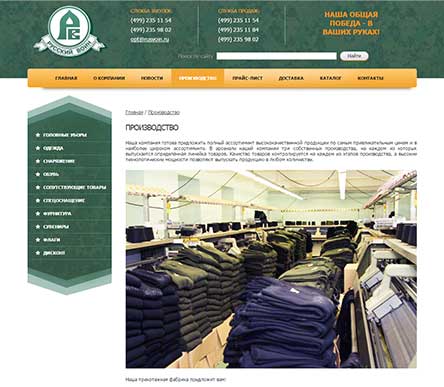 РУССКИЙ ВОИН
СЛУЖБА ЗАКУПОК:
(499) 235 11 54
(499) 235 98 02
opt@ruswoin.ru
СЛУЖБА ПРОДАЖ:
(499) 235 11 84
(499) 235 11 54
(499) 235 98 02
НАША ОБЩАЯ
ПОБЕДА - В
ВАШИХ РУКАХ!
Поиск по сайту
Найти
ГЛАВНАЯ О КОМПАНИИ НОВОСТИ ПРОИЗВОДСТВО ПРАЙС-ЛИСТ ДОСТАВКА КАТАЛОГ КОНТАКТЫ
ГОЛОВНЫЕ УБОРЫ
ОДЕЖДА
СНАРЯЖЕНИЕ
ОБУВЬ
СОПУТСТВУЮЩИЕ ТОВАРЫ
СПЕЦОСНАЩЕНИЕ
ФУРНИТУРА
СУВЕНИРЫ
ФЛАГИ
ДИСКОНТ
Главная / Производство
ПРОИЗВОДСТВО
Наша компания готова предложить полный ассортимент высококачественной продукции по самым привлекательным ценам и в
наиболее широком ассортименте. В арсенале нашей компании три собственных производства, на каждом из которых
выпускается определенная линейка товаров. Качество товаров контролируется на каждом из этапов производства, а высокие
технологические мощности позволяют выпускать продукцию в любом количестве.
Наша трикотажная фабрика предложит вам: